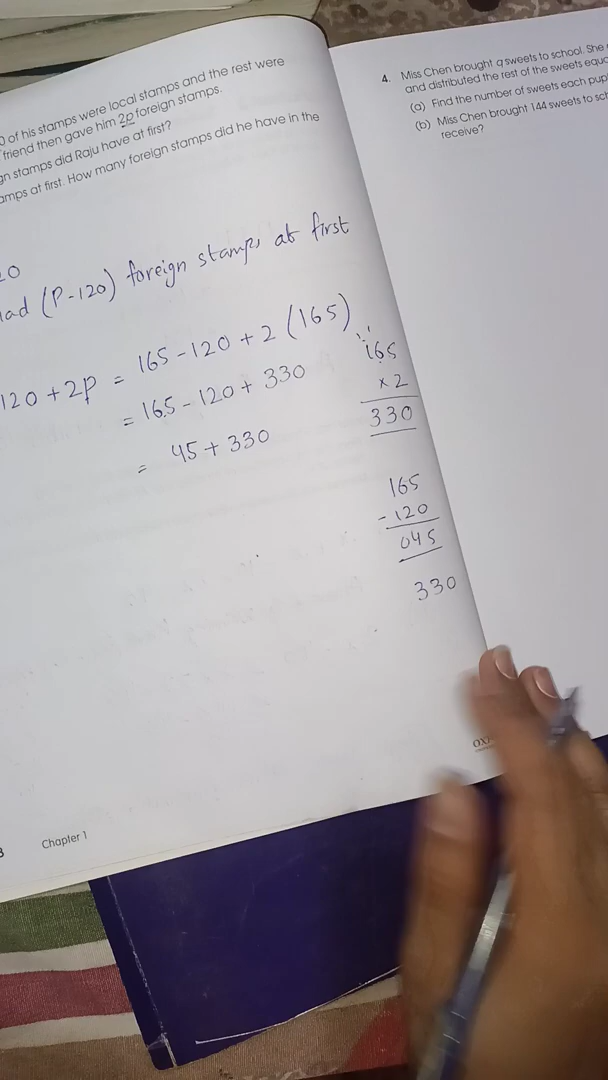 0 of his stamps were local stamps and the rest were
friend then gave him 2p foreign stamps.
gn stamps did Raju have at first?
amps at first. How many foreign stamps did he have in the
20
had (P-120) foreign stamps at first
120 + 2p = 165 - 120 + 2 (165)
= 165 - 120 + 330
= 45 + 330
165
x 2
330
165
- 120
045
330
Chapter 1
4. Miss Chen brought q sweets to school. She
and distributed the rest of the sweets equa
(a) Find the number of sweets each pup
(b) Miss Chen brought 144 sweets to sch
receive?